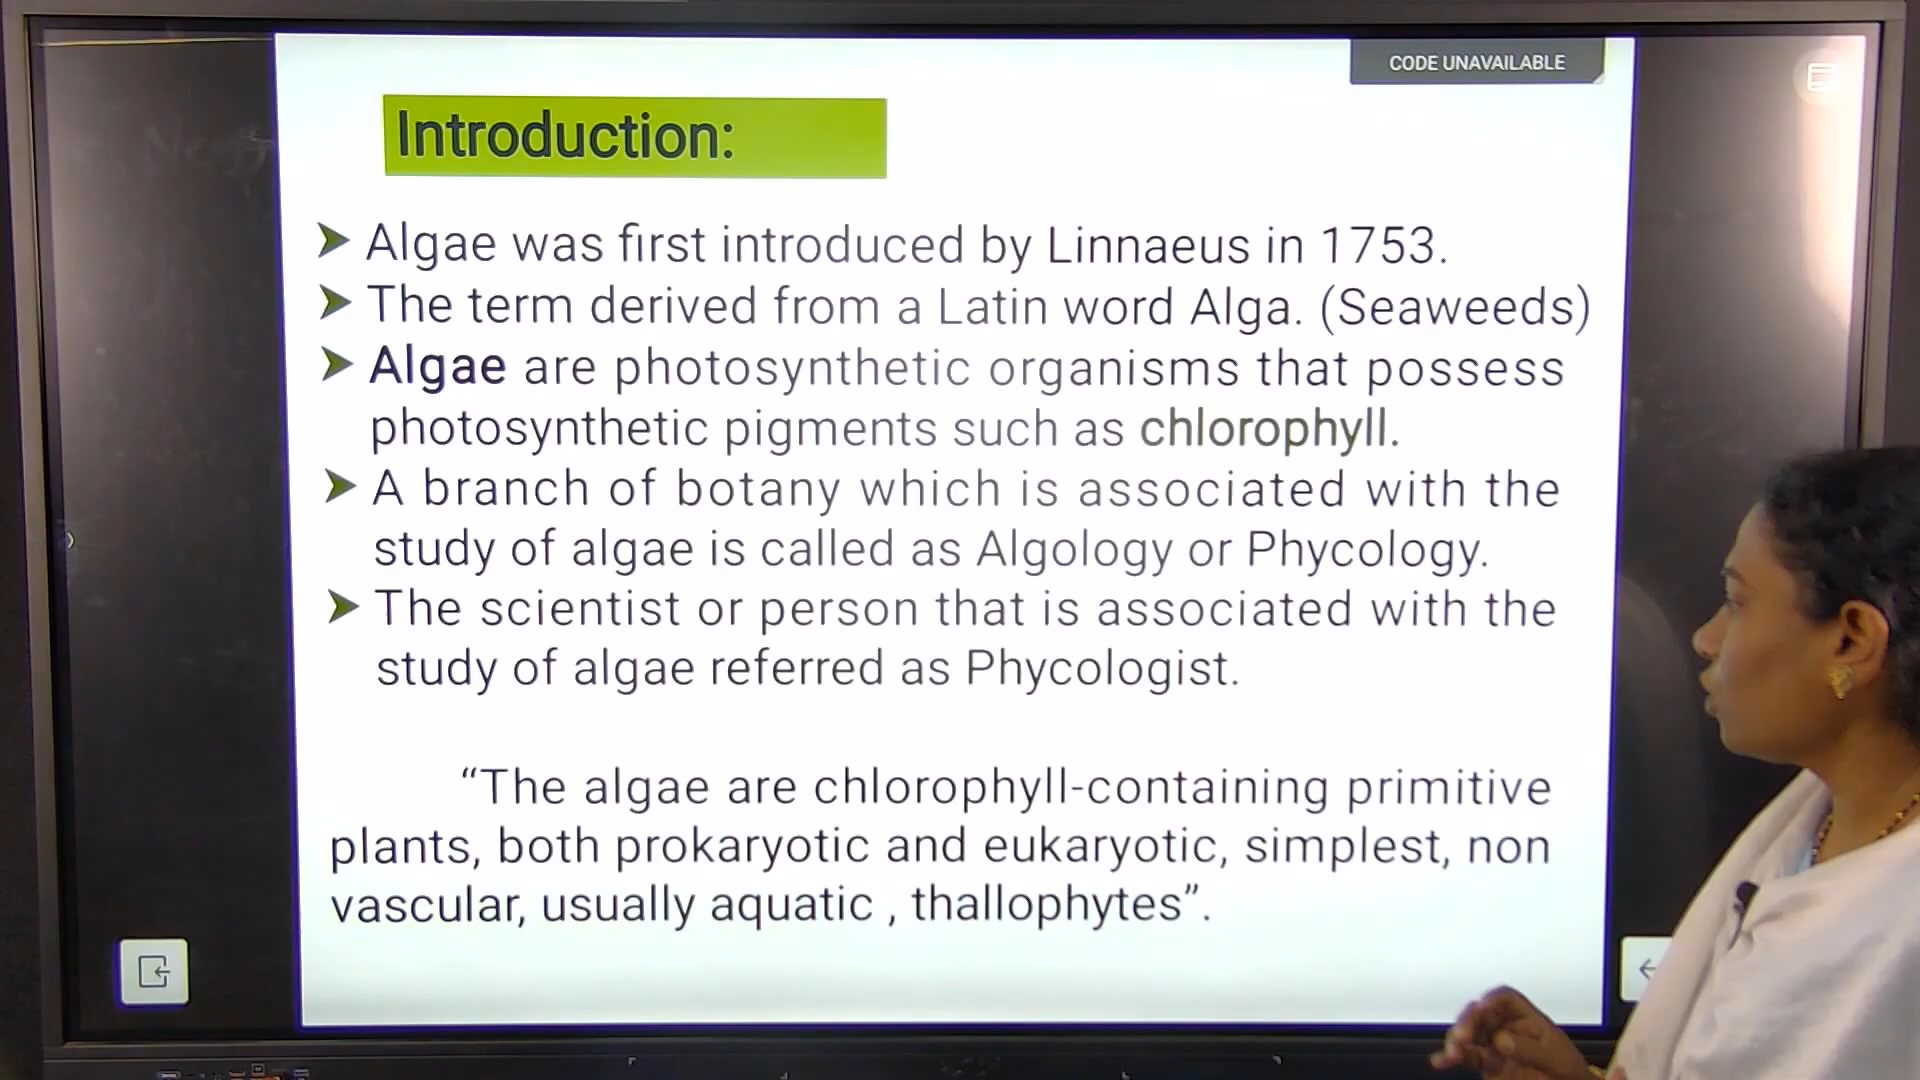 CODE UNAVAILABLE
Introduction:
Algae was first introduced by Linnaeus in 1753.
The term derived from a Latin word Alga. (Seaweeds)
Algae are photosynthetic organisms that possess
photosynthetic pigments such as chlorophyll.
A branch of botany which is associated with the
study of algae is called as Algology or Phycology.
The scientist or person that is associated with the
study of algae referred as Phycologist.
“The algae are chlorophyll-containing primitive
plants, both prokaryotic and eukaryotic, simplest, non
vascular, usually aquatic , thallophytes”.